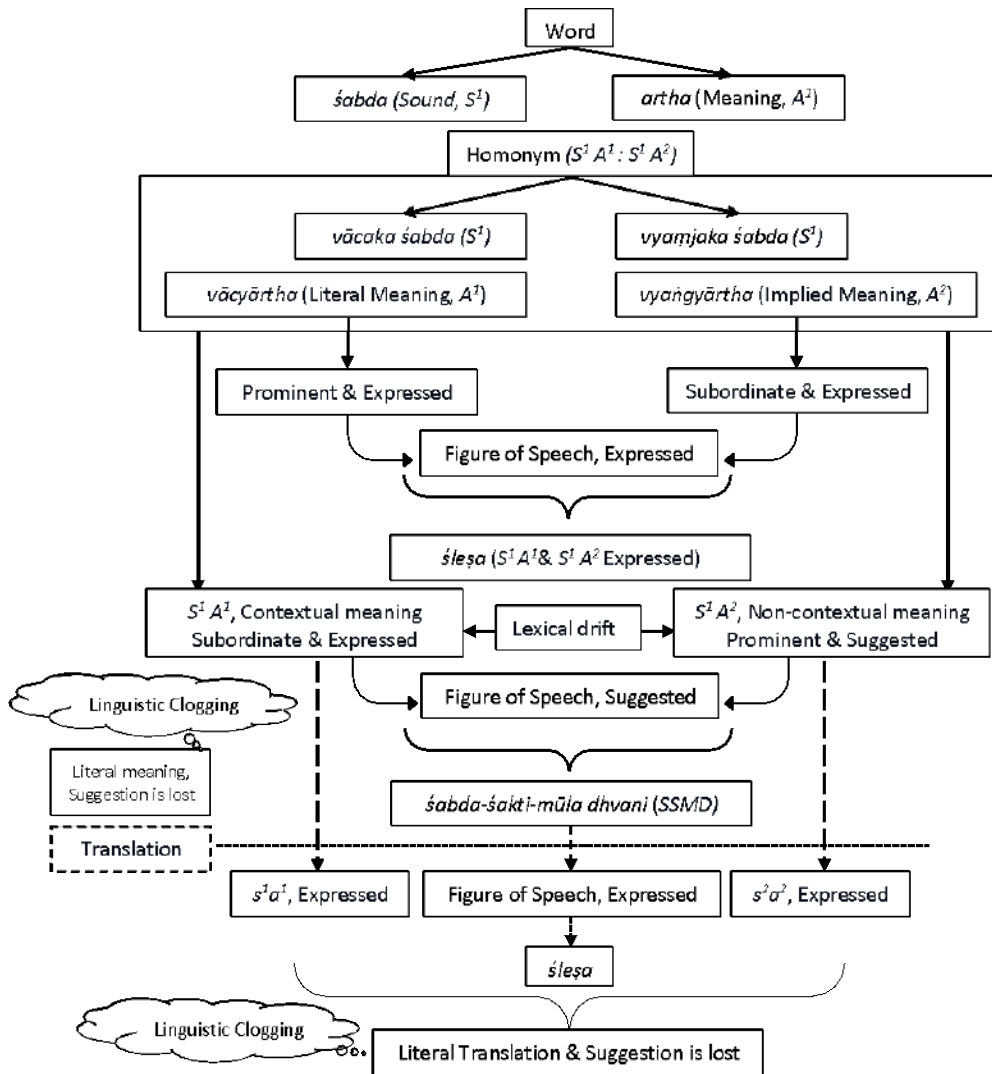 Word
śabda (Sound, S¹)
artha (Meaning, A¹)
Homonym (S¹ A¹ : S¹ A²)
vācaka śabda (S¹)
vyaṃjaka śabda (S¹)
vācyārtha (Literal Meaning, A¹)
vyaṅgyārtha (Implied Meaning, A²)
Prominent & Expressed
Subordinate & Expressed
Figure of Speech, Expressed
śleṣa (S¹ A¹ & S¹ A² Expressed)
S¹ A¹, Contextual meaning
Subordinate & Expressed
Lexical drift
S¹ A², Non-contextual meaning
Prominent & Suggested
Linguistic Clogging
Figure of Speech, Suggested
Literal meaning,
Suggestion is lost
śabda-śakti-mūla dhvani (SSMD)
Translation
s¹a¹, Expressed
Figure of Speech, Expressed
s²a², Expressed
śleṣa
Linguistic Clogging
Literal Translation & Suggestion is lost